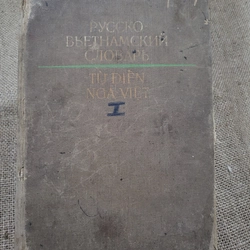 РУССКО
ВЬЕТНАМСКИЙ
СЛОВАРЬ
TỪ ĐIỂN
NGA VIỆT
I